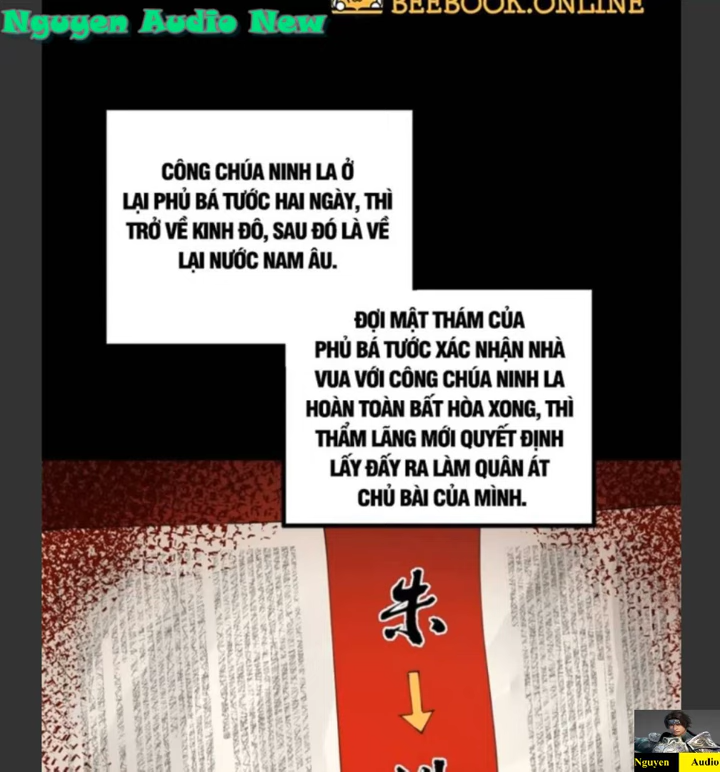 BEEBOOK.ONLINE
Nguyen Audio New
CÔNG CHÚA NINH LA Ở
LẠI PHỦ BÁ TƯỚC HAI NGÀY, THÌ
TRỞ VỀ KINH ĐÔ, SAU ĐÓ LÀ VỀ
LẠI NƯỚC NAM ÂU.
ĐỢI MẬT THÁM CỦA
PHỦ BÁ TƯỚC XÁC NHẬN NHÀ
VUA VỚI CÔNG CHÚA NINH LA
HOÀN TOÀN BẤT HÒA XONG, THÌ
THẨM LÃNG MỚI QUYẾT ĐỊNH
LẤY ĐẤY RA LÀM QUÂN ÁT
CHỦ BÀI CỦA MÌNH.
朱
Nguyen Audio